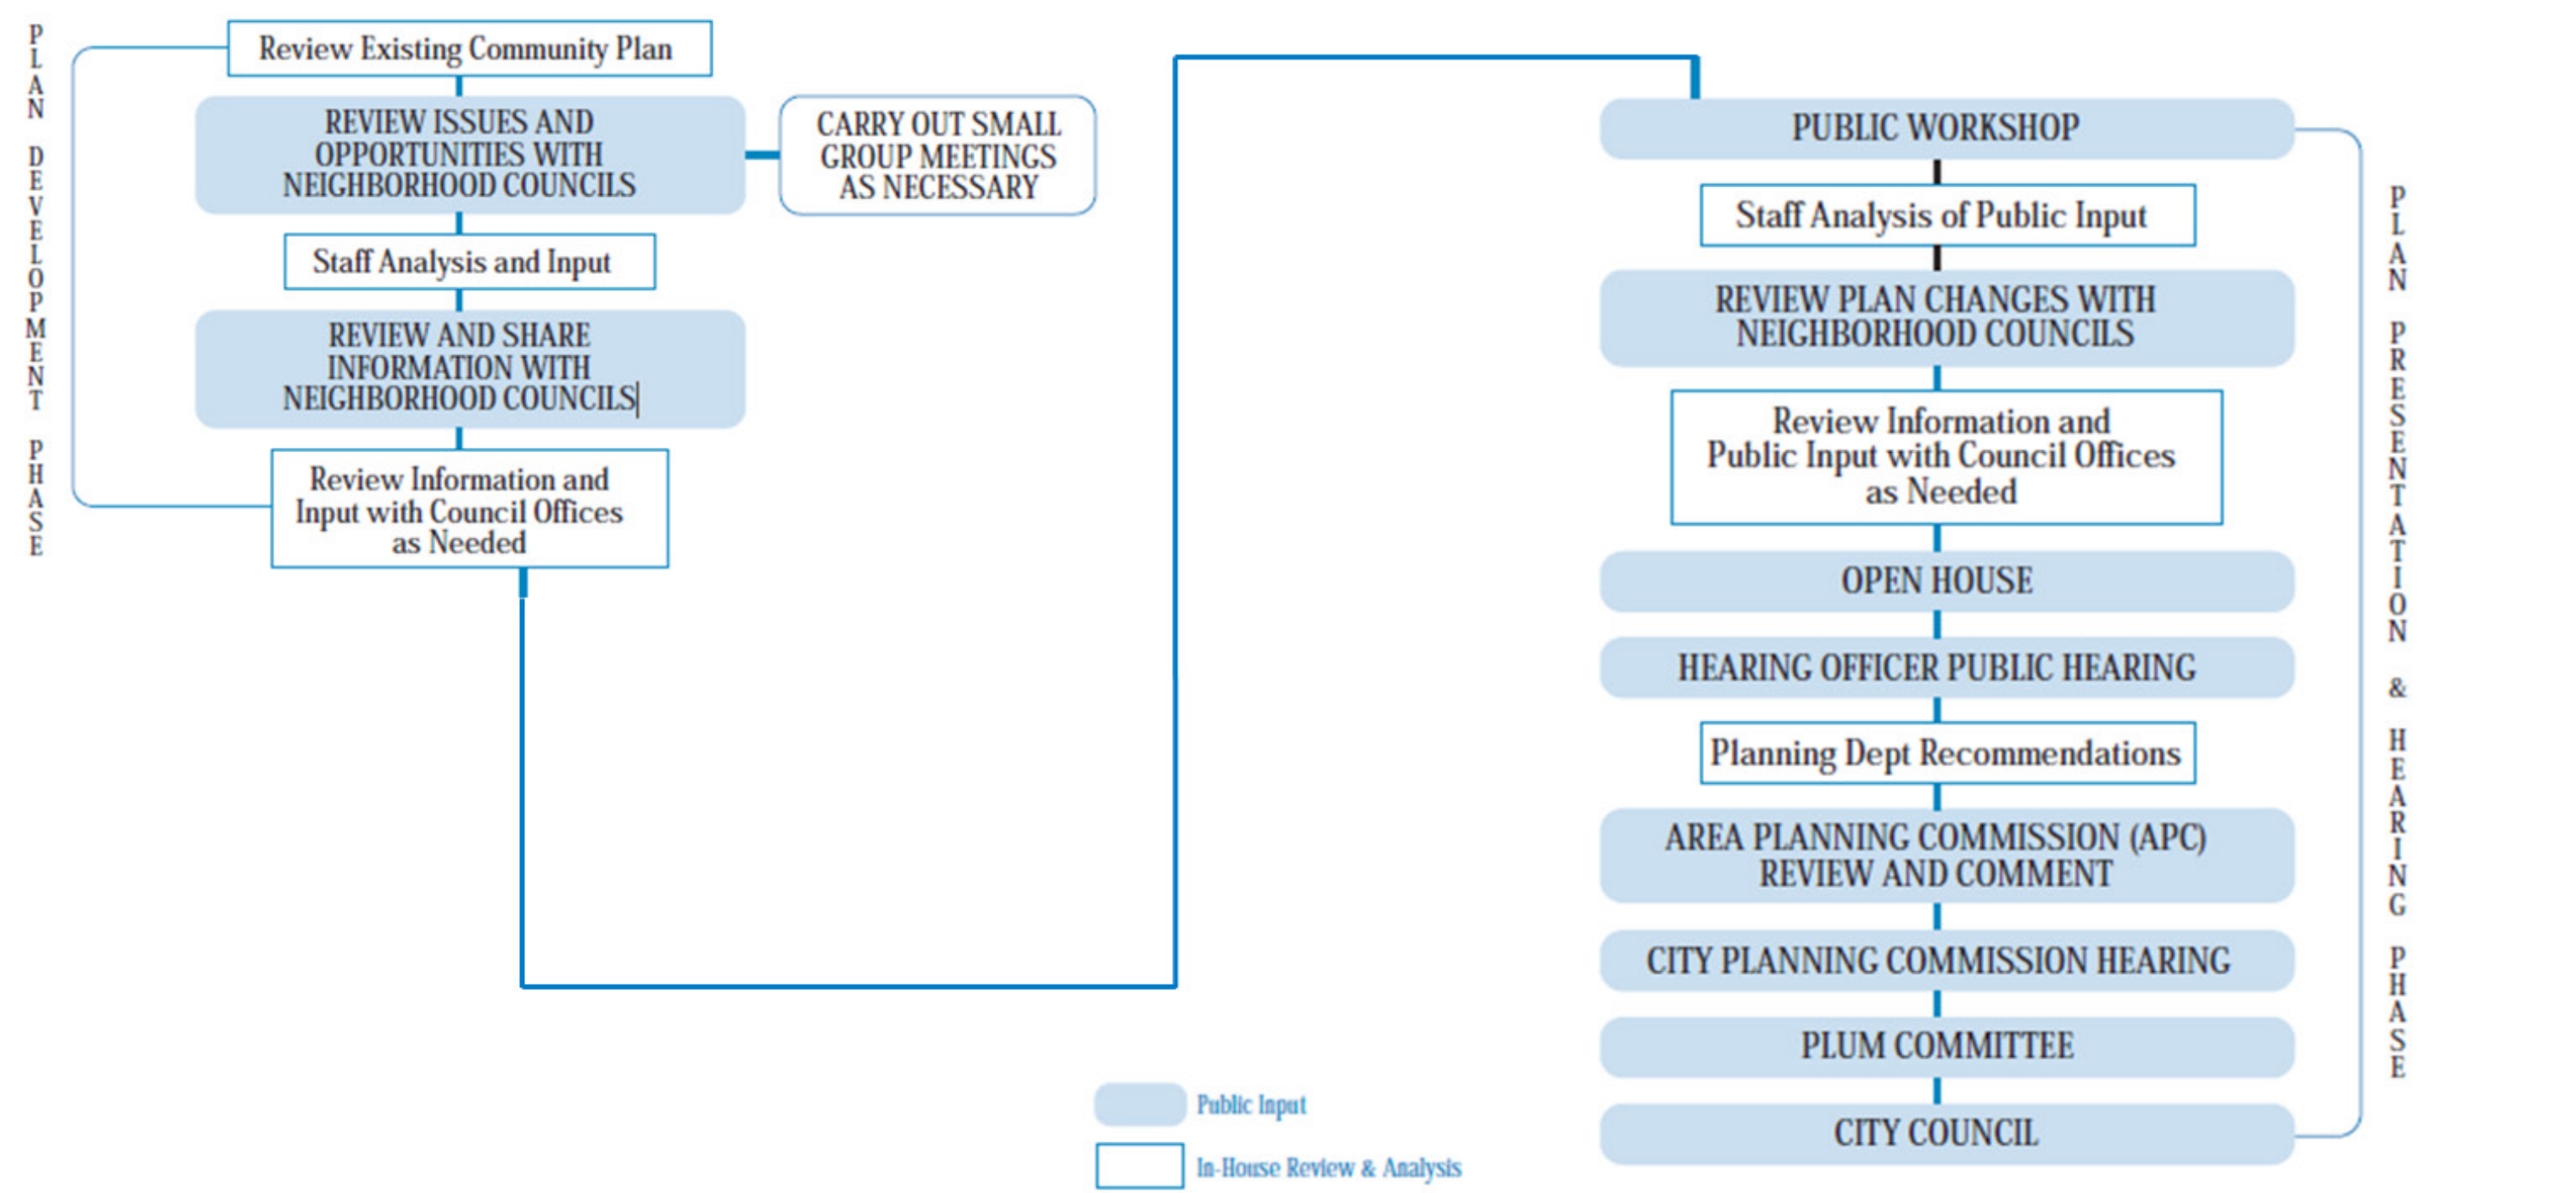 PLAN DEVELOPMENT PHASE
Review Existing Community Plan
REVIEW ISSUES AND
OPPORTUNITIES WITH
NEIGHBORHOOD COUNCILS
CARRY OUT SMALL
GROUP MEETINGS
AS NECESSARY
Staff Analysis and Input
REVIEW AND SHARE
INFORMATION WITH
NEIGHBORHOOD COUNCILS
Review Information and
Input with Council Offices
as Needed
PUBLIC WORKSHOP
Staff Analysis of Public Input
REVIEW PLAN CHANGES WITH
NEIGHBORHOOD COUNCILS
Review Information and
Public Input with Council Offices
as Needed
OPEN HOUSE
HEARING OFFICER PUBLIC HEARING
Planning Dept Recommendations
AREA PLANNING COMMISSION (APC)
REVIEW AND COMMENT
CITY PLANNING COMMISSION HEARING
PLUM COMMITTEE
CITY COUNCIL
PLAN PRESENTATION & HEARING PHASE
Public Input
In-House Review & Analysis